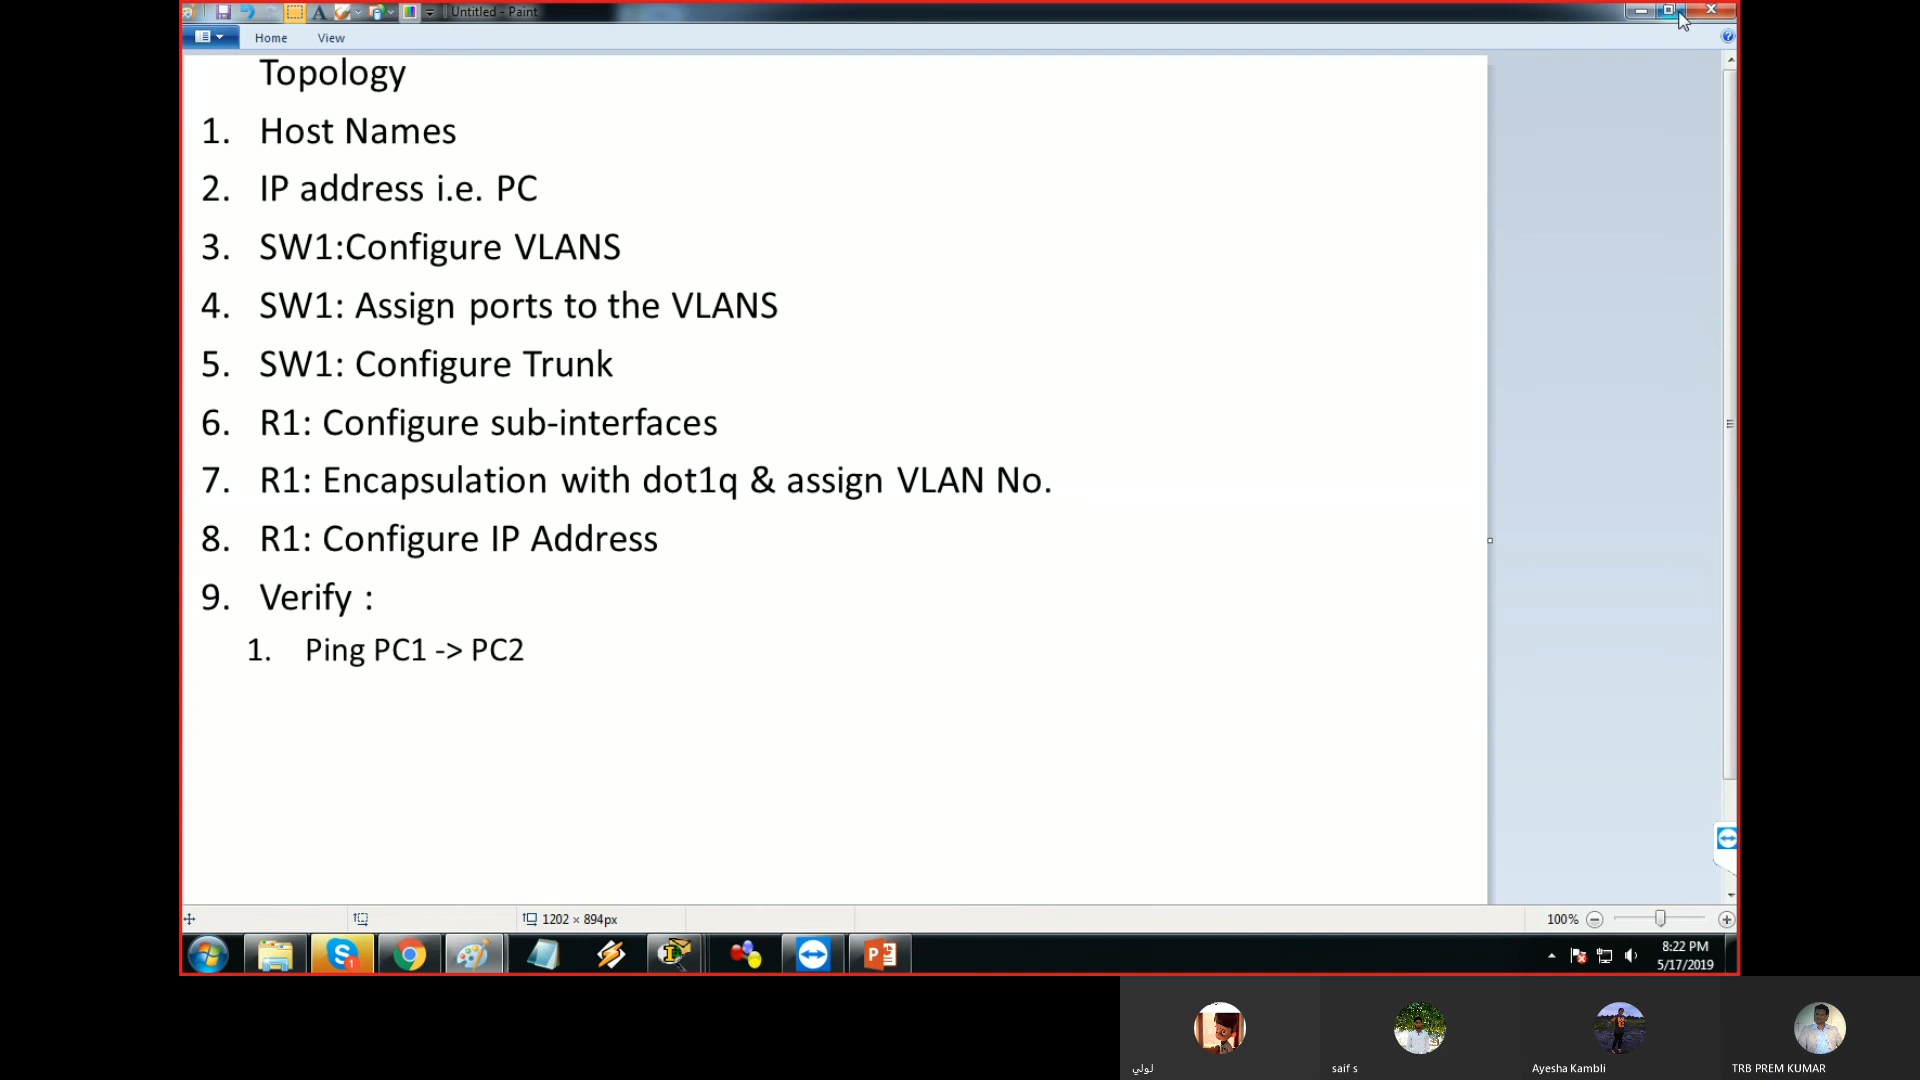 Untitled - Paint
Home View
Topology
1. Host Names
2. IP address i.e. PC
3. SW1:Configure VLANS
4. SW1: Assign ports to the VLANS
5. SW1: Configure Trunk
6. R1: Configure sub-interfaces
7. R1: Encapsulation with dot1q & assign VLAN No.
8. R1: Configure IP Address
9. Verify :
1. Ping PC1 -> PC2
1202 × 894px
100%
8:22 PM
5/17/2019
لولي
saif s
Ayesha Kambli
TRB PREM KUMAR